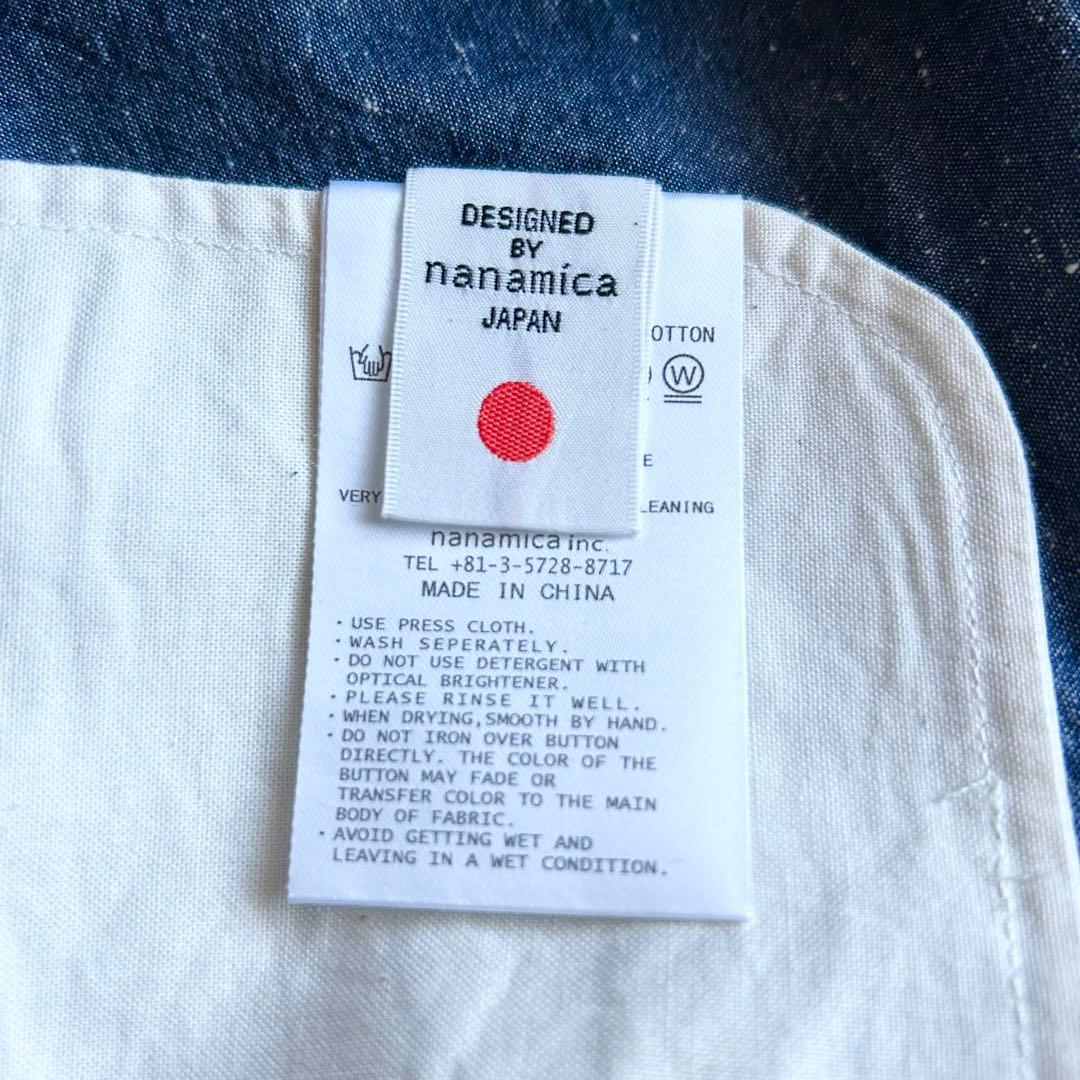 DESIGNED
BY
nanamica
JAPAN
OTTON
W
E
VERY
LEANING
nanamica inc.
TEL +81-3-5728-8717
MADE IN CHINA
・USE PRESS CLOTH.
・WASH SEPERATELY.
・DO NOT USE DETERGENT WITH
OPTICAL BRIGHTENER.
・PLEASE RINSE IT WELL.
・WHEN DRYING,SMOOTH BY HAND.
・DO NOT IRON OVER BUTTON
DIRECTLY. THE COLOR OF THE
BUTTON MAY FADE OR
TRANSFER COLOR TO THE MAIN
BODY OF FABRIC.
・AVOID GETTING WET AND
LEAVING IN A WET CONDITION.